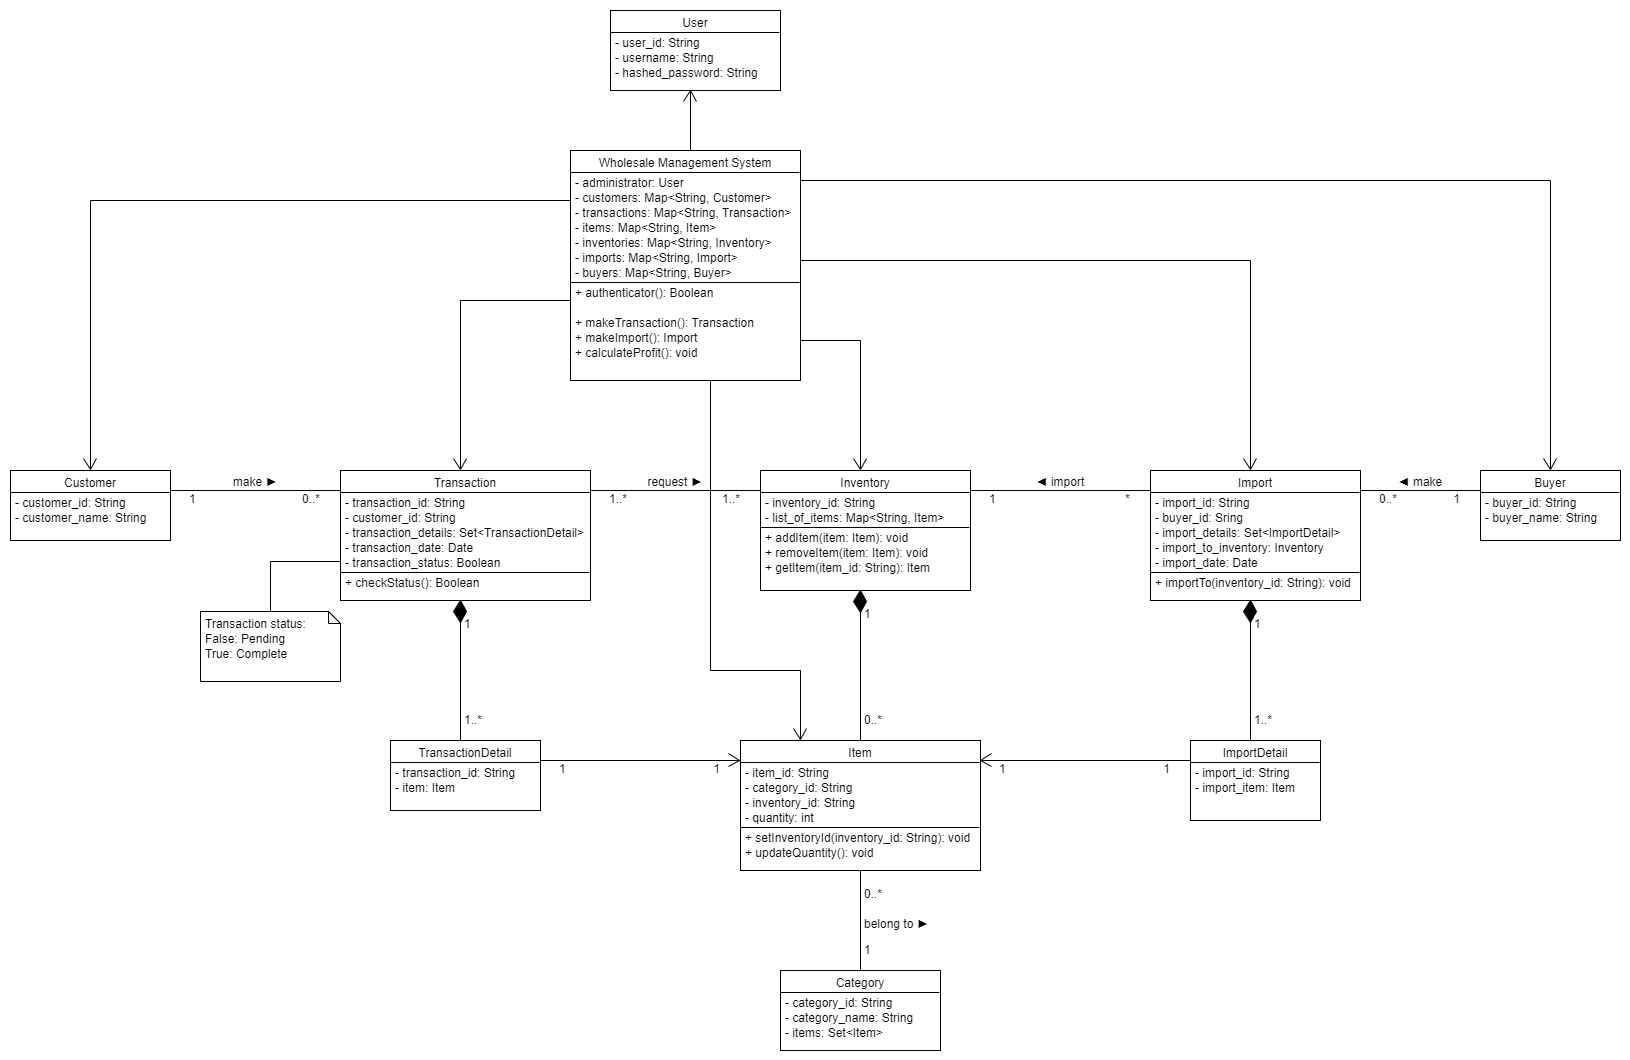 User
- user_id: String
- username: String
- hashed_password: String
Wholesale Management System
- administrator: User
- customers: Map<String, Customer>
- transactions: Map<String, Transaction>
- items: Map<String, Item>
- inventories: Map<String, Inventory>
- imports: Map<String, Import>
- buyers: Map<String, Buyer>
+ authenticator(): Boolean
+ makeTransaction(): Transaction
+ makeImport(): Import
+ calculateProfit(): void
Customer
- customer_id: String
- customer_name: String
make ►
1
0..*
Transaction
- transaction_id: String
- customer_id: String
- transaction_details: Set<TransactionDetail>
- transaction_date: Date
- transaction_status: Boolean
+ checkStatus(): Boolean
request ►
1..*
1..*
Inventory
- inventory_id: String
- list_of_items: Map<String, Item>
+ addItem(item: Item): void
+ removeItem(item: Item): void
+ getItem(item_id: String): Item
◄ import
1
*
Import
- import_id: String
- buyer_id: Sring
- import_details: Set<ImportDetail>
- import_to_inventory: Inventory
- import_date: Date
+ importTo(inventory_id: String): void
◄ make
0..*
1
Buyer
- buyer_id: String
- buyer_name: String
Transaction status:
False: Pending
True: Complete
1
1..*
1
0..*
1
1..*
TransactionDetail
- transaction_id: String
- item: Item
1
1
Item
- item_id: String
- category_id: String
- inventory_id: String
- quantity: int
+ setInventoryId(inventory_id: String): void
+ updateQuantity(): void
1
1
ImportDetail
- import_id: String
- import_item: Item
0..*
belong to ►
1
Category
- category_id: String
- category_name: String
- items: Set<Item>